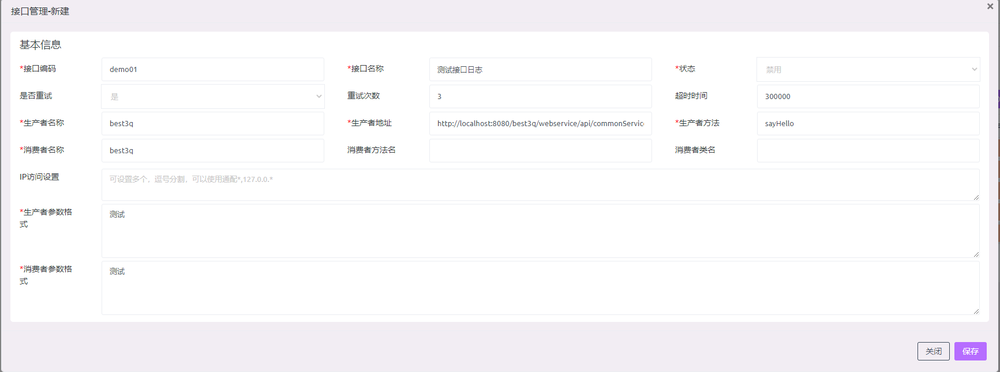 接口管理-新建
×
基本信息
*接口编码 demo01 *接口名称 测试接口日志 *状态 禁用
是否重试 是 重试次数 3 超时时间 300000
*生产者名称 best3q *生产者地址 http://localhost:8080/best3q/webservice/api/commonServic *生产者方法 sayHello
*消费者名称 best3q 消费者方法名 消费者类名
IP访问设置 可设置多个，逗号分割，可以使用通配*,127.0.0.*
*生产者参数格
式
测试
*消费者参数格
式
测试
关闭 保存